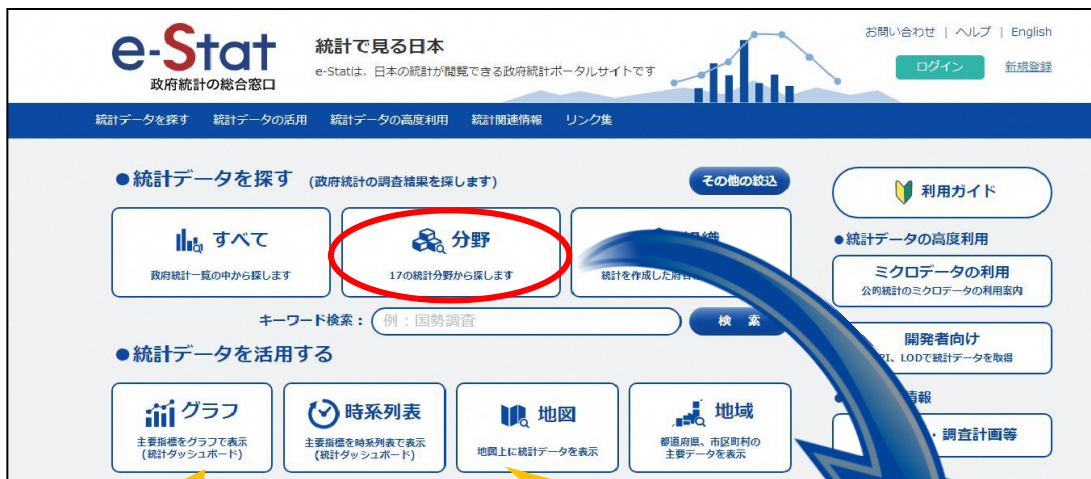 e-Stat
政府統計の総合窓口
統計で見る日本
e-Statは、日本の統計が閲覧できる政府統計ポータルサイトです
お問い合わせ | ヘルプ | English
ログイン 新規登録
統計データを探す 統計データの活用 統計データの高度利用 統計関連情報 リンク集
●統計データを探す (政府統計の調査結果を探します)
その他の絞込
すべて
政府統計一覧の中から探します
分野
17の統計分野から探します
統計を作成した府省
キーワード検索: 例:国勢調査 検 索
●統計データを活用する
グラフ
主要指標をグラフで表示
(統計ダッシュボード)
時系列表
主要指標を時系列表で表示
(統計ダッシュボード)
地図
地図上に統計データを表示
地域
都道府県、市区町村の
主要データを表示
利用ガイド
●統計データの高度利用
ミクロデータの利用
公的統計のミクロデータの利用案内
開発者向け
、LODで統計データを取得
情報
・調査計画等